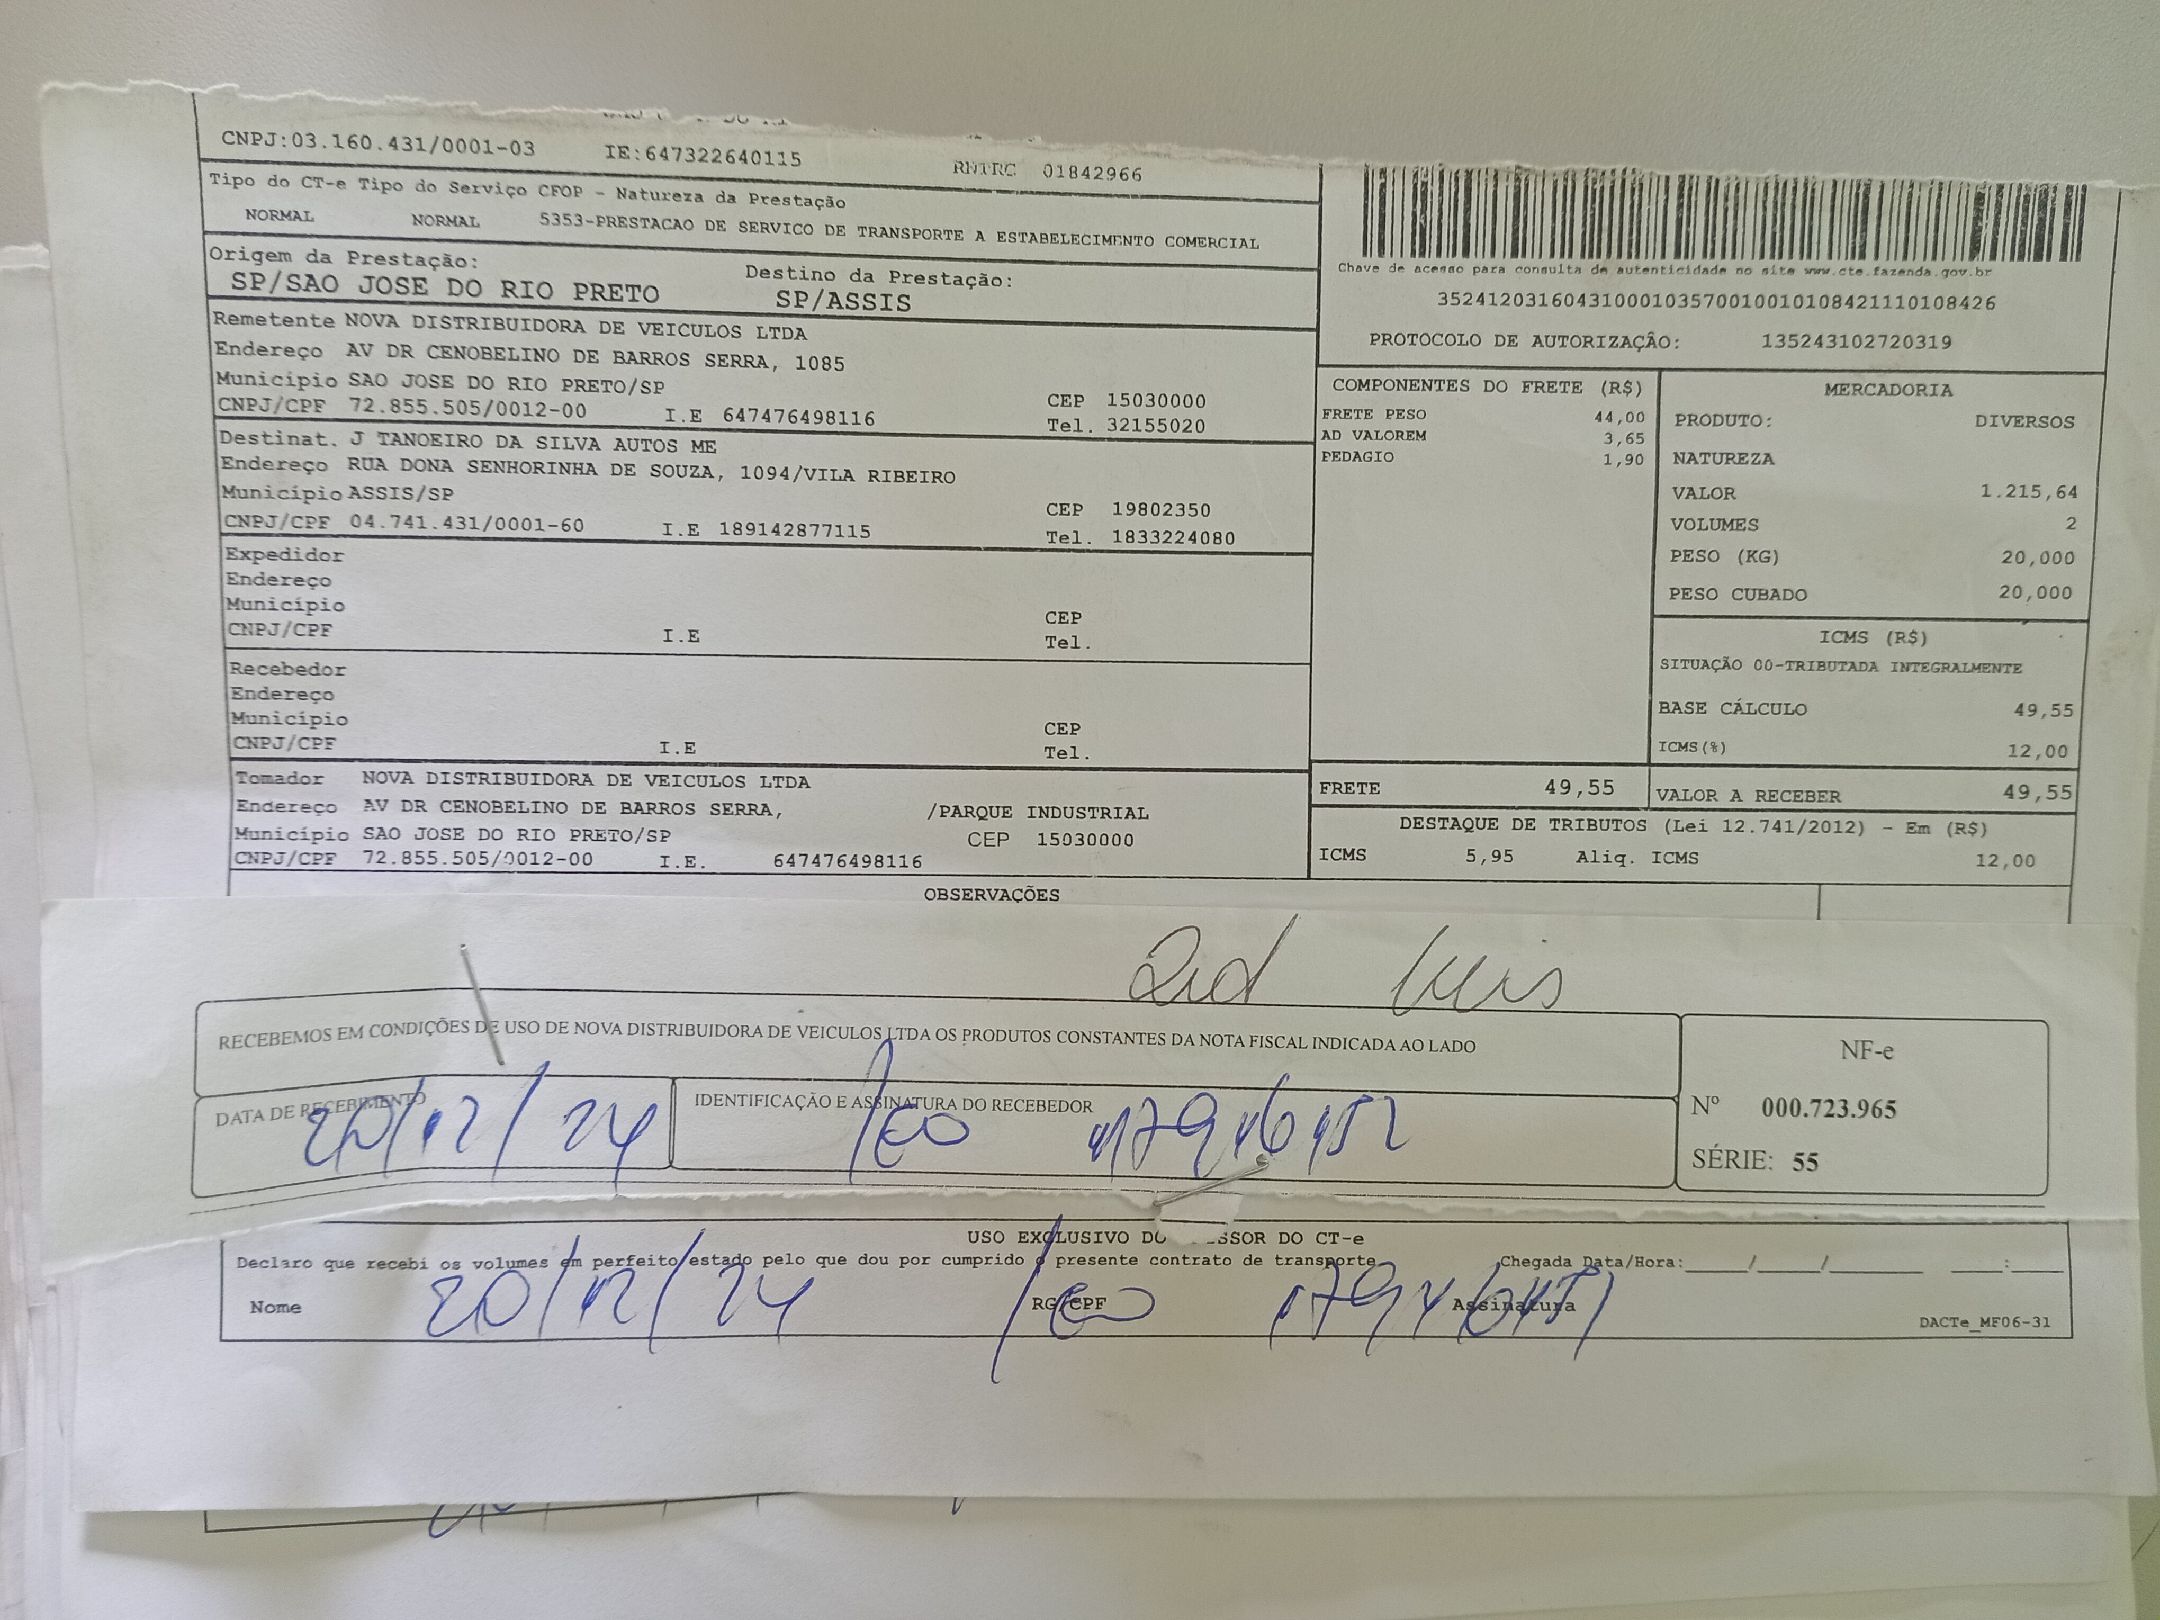 CNPJ:03.160.431/0001-03 IE:647322640115 RNTRC 01842966
Tipo do CT-e Tipo do Serviço CFOP - Natureza da Prestação
NORMAL NORMAL 5353-PRESTACAO DE SERVICO DE TRANSPORTE A ESTABELECIMENTO COMERCIAL
Origem da Prestação: Destino da Prestação:
SP/SAO JOSE DO RIO PRETO SP/ASSIS
Remetente NOVA DISTRIBUIDORA DE VEICULOS LTDA
Endereço AV DR CENOBELINO DE BARROS SERRA, 1085
Município SAO JOSE DO RIO PRETO/SP CEP 15030000
CNPJ/CPF 72.855.505/0012-00 I.E 647476498116 Tel. 32155020
Destinat. J TANOEIRO DA SILVA AUTOS ME
Endereço RUA DONA SENHORINHA DE SOUZA, 1094/VILA RIBEIRO
Município ASSIS/SP CEP 19802350
CNPJ/CPF 04.741.431/0001-60 I.E 189142877115 Tel. 1833224080
Expedidor
Endereço
Município CEP
CNPJ/CPF I.E Tel.
Recebedor
Endereço
Município CEP
CNPJ/CPF I.E Tel.
Tomador NOVA DISTRIBUIDORA DE VEICULOS LTDA
Endereço AV DR CENOBELINO DE BARROS SERRA, /PARQUE INDUSTRIAL
Município SAO JOSE DO RIO PRETO/SP CEP 15030000
CNPJ/CPF 72.855.505/0012-00 I.E. 647476498116
Chave de acesso para consulta de autenticidade no site www.cte.fazenda.gov.br
35241203160431000103570010010108421110108426
PROTOCOLO DE AUTORIZAÇÂO: 135243102720319
COMPONENTES DO FRETE (R$)
FRETE PESO 44,00
AD VALOREM 3,65
PEDAGIO 1,90
MERCADORIA
PRODUTO: DIVERSOS
NATUREZA
VALOR 1.215,64
VOLUMES 2
PESO (KG) 20,000
PESO CUBADO 20,000
ICMS (R$)
SITUAÇÃO 00-TRIBUTADA INTEGRALMENTE
BASE CÁLCULO 49,55
ICMS(%) 12,00
FRETE 49,55 VALOR A RECEBER 49,55
DESTAQUE DE TRIBUTOS (Lei 12.741/2012) - Em (R$)
ICMS 5,95 Aliq. ICMS 12,00
OBSERVAÇÕES
Luis
RECEBEMOS EM CONDIÇÕES DE USO DE NOVA DISTRIBUIDORA DE VEICULOS LTDA OS PRODUTOS CONSTANTES DA NOTA FISCAL INDICADA AO LADO
DATA DE RECEBIMENTO IDENTIFICAÇÃO E ASSINATURA DO RECEBEDOR
20/12/24 Leo
NF-e
Nº 000.723.965
SÉRIE: 55
USO EXCLUSIVO DO SSOR DO CT-e
Declaro que recebi os volumes em perfeito estado pelo que dou por cumprido o presente contrato de transporte Chegada Data/Hora:____/____/______ ___:___
Nome RG/CPF Assinatura
20/12/24 Leo
DACTe_MF06-31